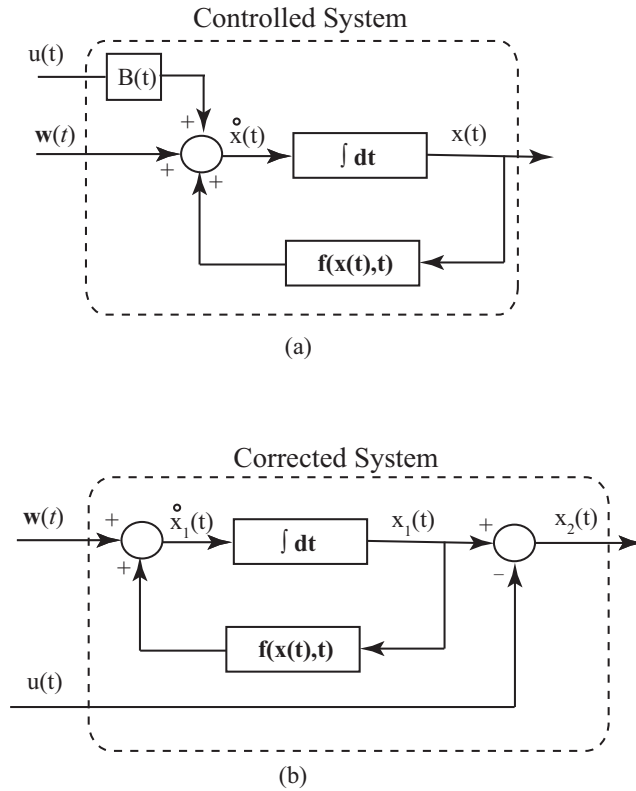 Controlled System
u(t)
B(t)
+
w(t)
+
+
x̊(t)
∫ dt
x(t)
f(x(t),t)
(a)
Corrected System
w(t)
+
+
x̊₁(t)
∫ dt
x₁(t)
+
−
x₂(t)
f(x(t),t)
u(t)
(b)